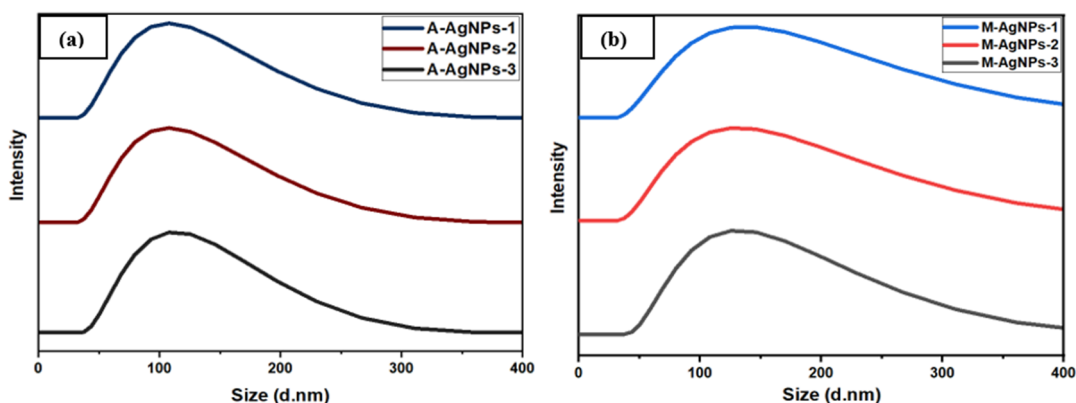 (a)
A-AgNPs-1
A-AgNPs-2
A-AgNPs-3
Intensity
0 100 200 300 400
Size (d.nm)
(b)
M-AgNPs-1
M-AgNPs-2
M-AgNPs-3
Intensity
0 100 200 300 400
Size (d.nm)